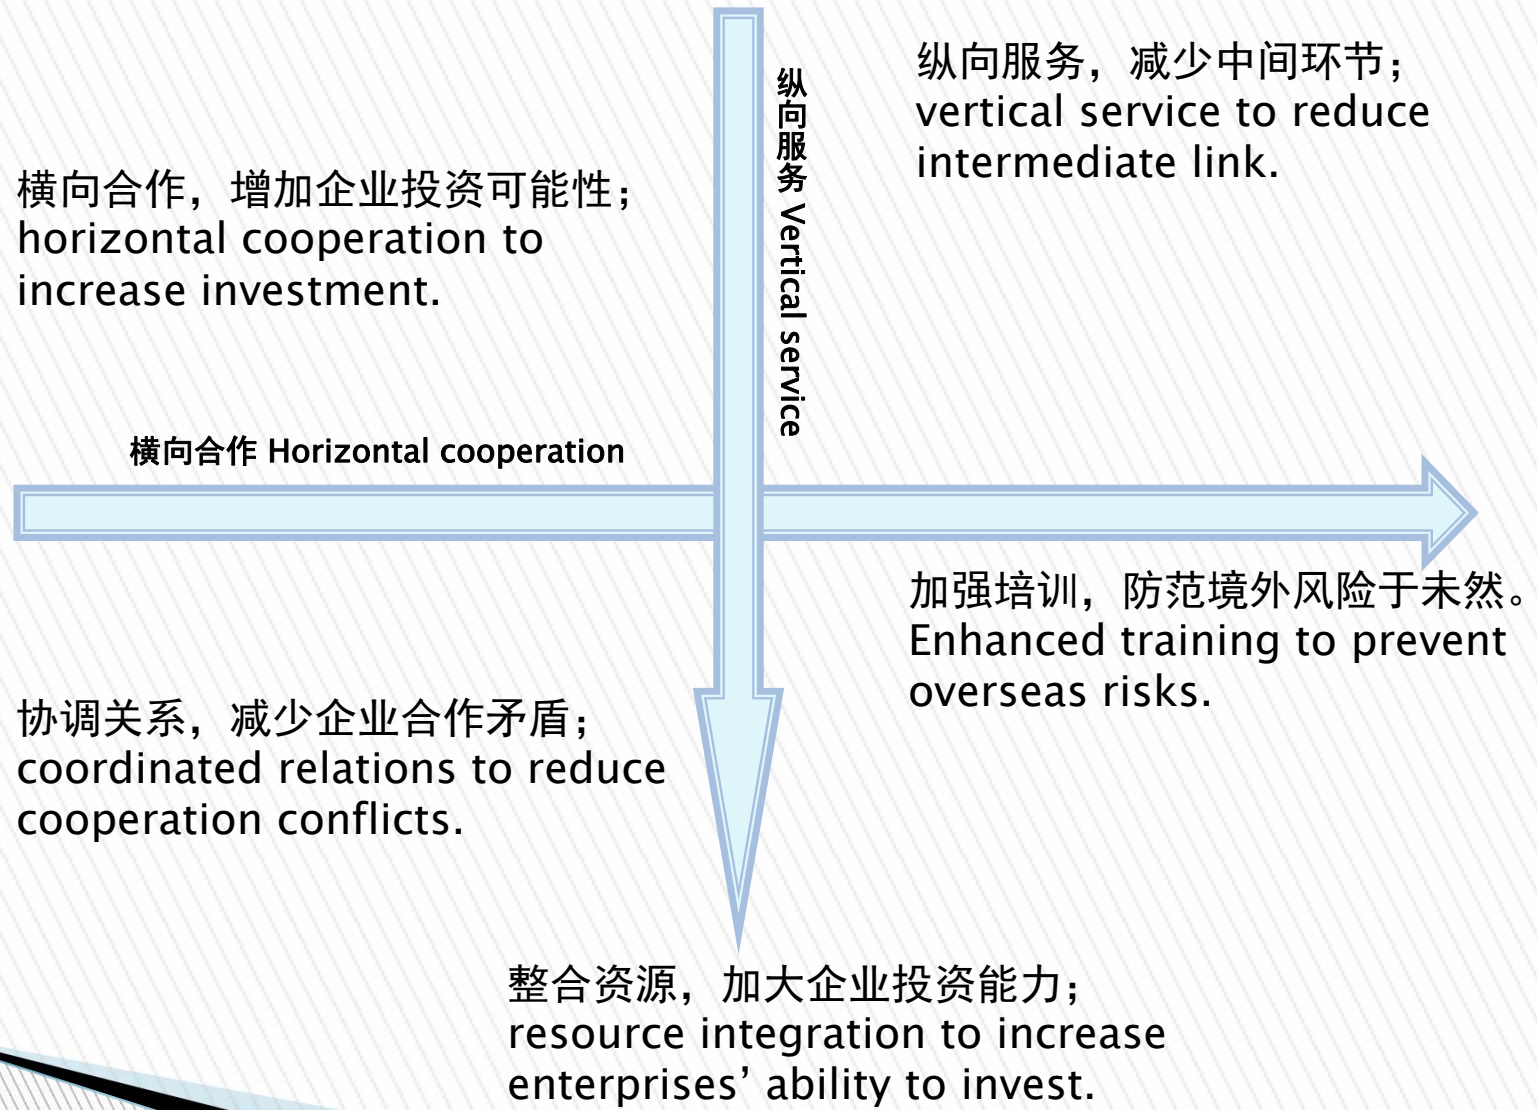 纵向服务，减少中间环节；
vertical service to reduce
intermediate link.
纵向服务 Vertical service
横向合作，增加企业投资可能性；
horizontal cooperation to
increase investment.
横向合作 Horizontal cooperation
加强培训，防范境外风险于未然。
Enhanced training to prevent
overseas risks.
协调关系，减少企业合作矛盾；
coordinated relations to reduce
cooperation conflicts.
整合资源，加大企业投资能力；
resource integration to increase
enterprises’ ability to invest.